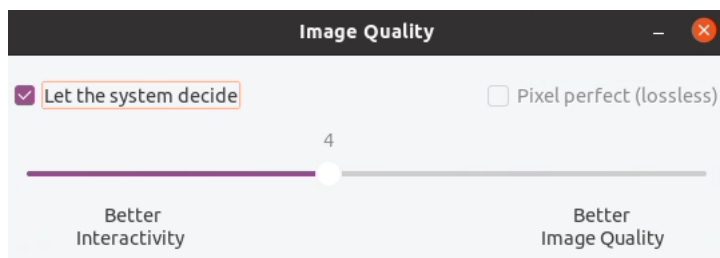 Image Quality
Let the system decide
Pixel perfect (lossless)
4
Better
Interactivity
Better
Image Quality